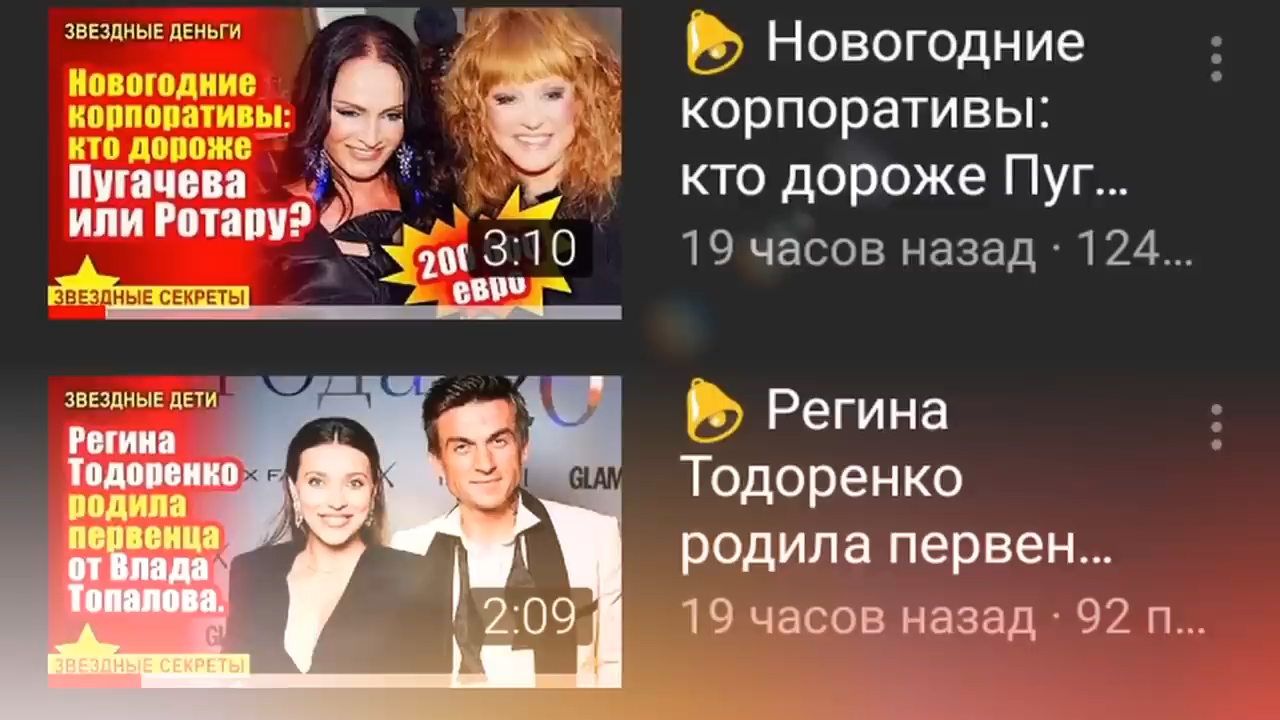 ЗВЕЗДНЫЕ ДЕНЬГИ
Новогодние
корпоративы:
кто дороже
Пугачева
или Ротару?
200
евро
3:10
ЗВЕЗДНЫЕ СЕКРЕТЫ
Новогодние
корпоративы:
кто дороже Пуг...
19 часов назад · 124...
ЗВЕЗДНЫЕ ДЕТИ
Регина
Тодоренко
родила
первенца
от Влада
Топалова.
GLAM
2:09
ЗВЕЗДНЫЕ СЕКРЕТЫ
Регина
Тодоренко
родила первен...
19 часов назад · 92 п...